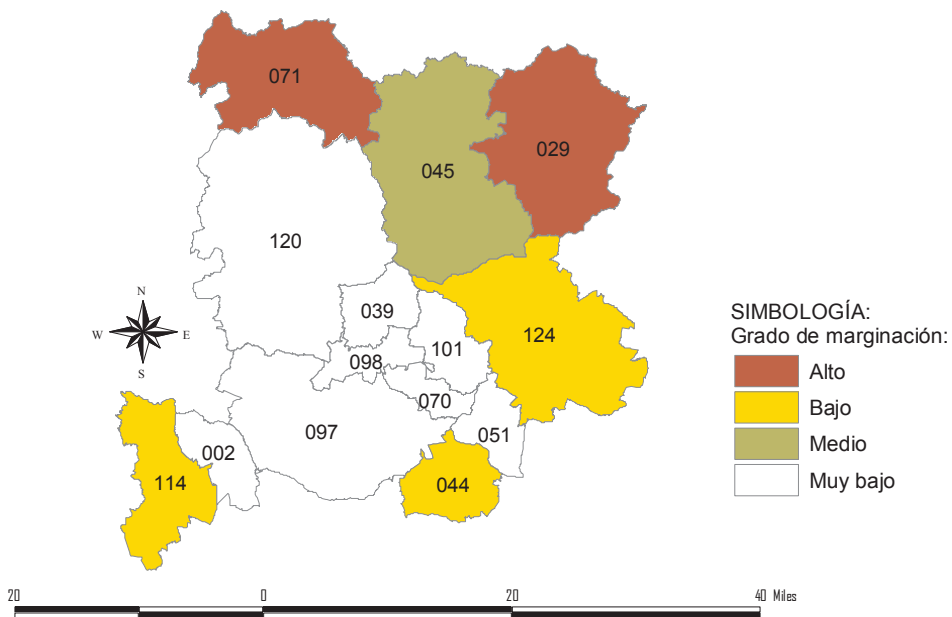 071
029
045
120
N
W E
S
039
098
101
124
070
051
097
002
114
044
SIMBOLOGÍA:
Grado de marginación:
Alto
Bajo
Medio
Muy bajo
20 0 20 40 Miles